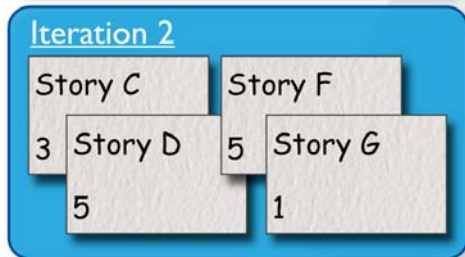 Iteration 2
Story C
3
Story D
5
Story F
5
Story G
1